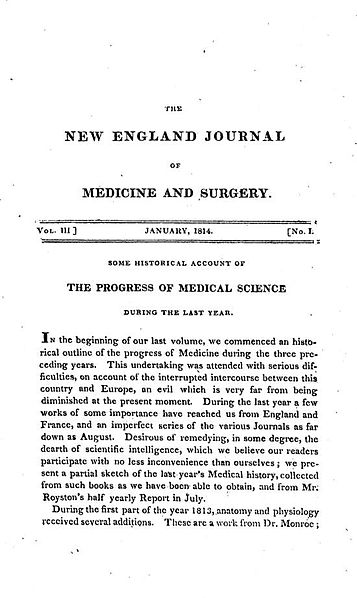 THE
NEW ENGLAND JOURNAL
OF
MEDICINE AND SURGERY.
VOL. III ] JANUARY, 1814. [No. I.
SOME HISTORICAL ACCOUNT OF
THE PROGRESS OF MEDICAL SCIENCE
DURING THE LAST YEAR.
IN the beginning of our last volume, we commenced an histo-
rical outline of the progress of Medicine during the three pre-
ceding years. This undertaking was attended with serious dif-
ficulties, on account of the interrupted intercourse between this
country and Europe, an evil which is very far from being
diminished at the present moment. During the last year a few
works of some importance have reached us from England and
France, and an imperfect series of the various Journals as far
down as August. Desirous of remedying, in some degree, the
dearth of scientific intelligence, which we believe our readers
participate with no less inconvenience than ourselves ; we pre-
sent a partial sketch of the last year's Medical history, collected
from such books as we have been able to obtain, and from Mr.
Royston's half yearly Report in July.
During the first part of the year 1813, anatomy and physiology
received several additions. These are a work from Dr. Monroe ;